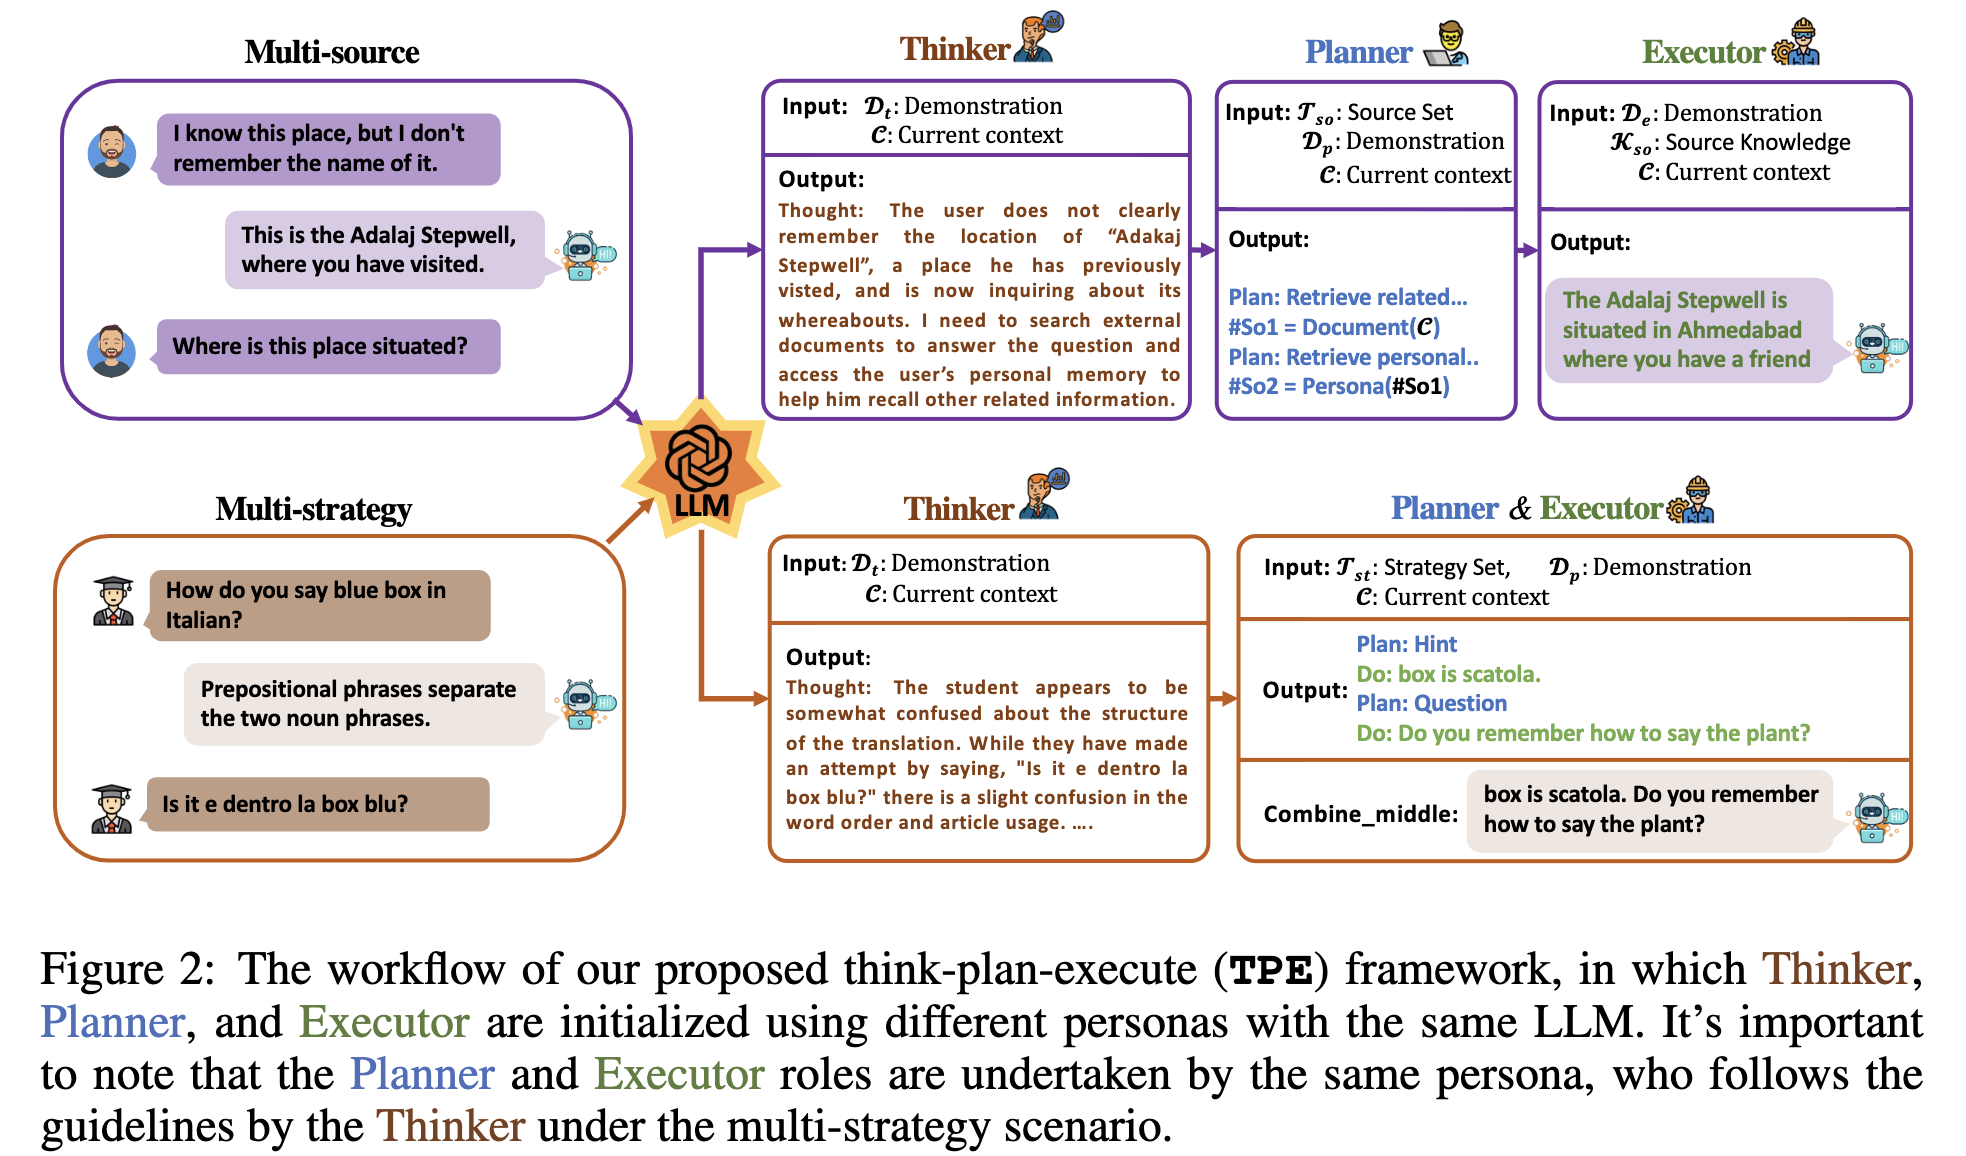 Multi-source
I know this place, but I don't
remember the name of it.
This is the Adalaj Stepwell,
where you have visited.
Where is this place situated?
Thinker
Input: 𝓓t: Demonstration
𝓒: Current context
Output:
Thought: The user does not clearly
remember the location of “Adakaj
Stepwell”, a place he has previously
visted, and is now inquiring about its
whereabouts. I need to search external
documents to answer the question and
access the user’s personal memory to
help him recall other related information.
Planner
Input: 𝓣so: Source Set
𝓓p: Demonstration
𝓒: Current context
Output:
Plan: Retrieve related...
#So1 = Document(𝓒)
Plan: Retrieve personal..
#So2 = Persona(#So1)
Executor
Input: 𝓓e: Demonstration
𝓚so: Source Knowledge
𝓒: Current context
Output:
The Adalaj Stepwell is
situated in Ahmedabad
where you have a friend
Hi!
Hi!
LLM
Multi-strategy
How do you say blue box in
Italian?
Prepositional phrases separate
the two noun phrases.
Is it e dentro la box blu?
Hi!
Thinker
Input: 𝓓t: Demonstration
𝓒: Current context
Output:
Thought: The student appears to be
somewhat confused about the structure
of the translation. While they have made
an attempt by saying, "Is it e dentro la
box blu?" there is a slight confusion in the
word order and article usage. ….
Planner & Executor
Input: 𝓣st: Strategy Set, 𝓓p: Demonstration
𝓒: Current context
Output:
Plan: Hint
Do: box is scatola.
Plan: Question
Do: Do you remember how to say the plant?
Combine_middle:
box is scatola. Do you remember
how to say the plant?
Hi!
Figure 2: The workflow of our proposed think-plan-execute (TPE) framework, in which Thinker,
Planner, and Executor are initialized using different personas with the same LLM. It’s important
to note that the Planner and Executor roles are undertaken by the same persona, who follows the
guidelines by the Thinker under the multi-strategy scenario.